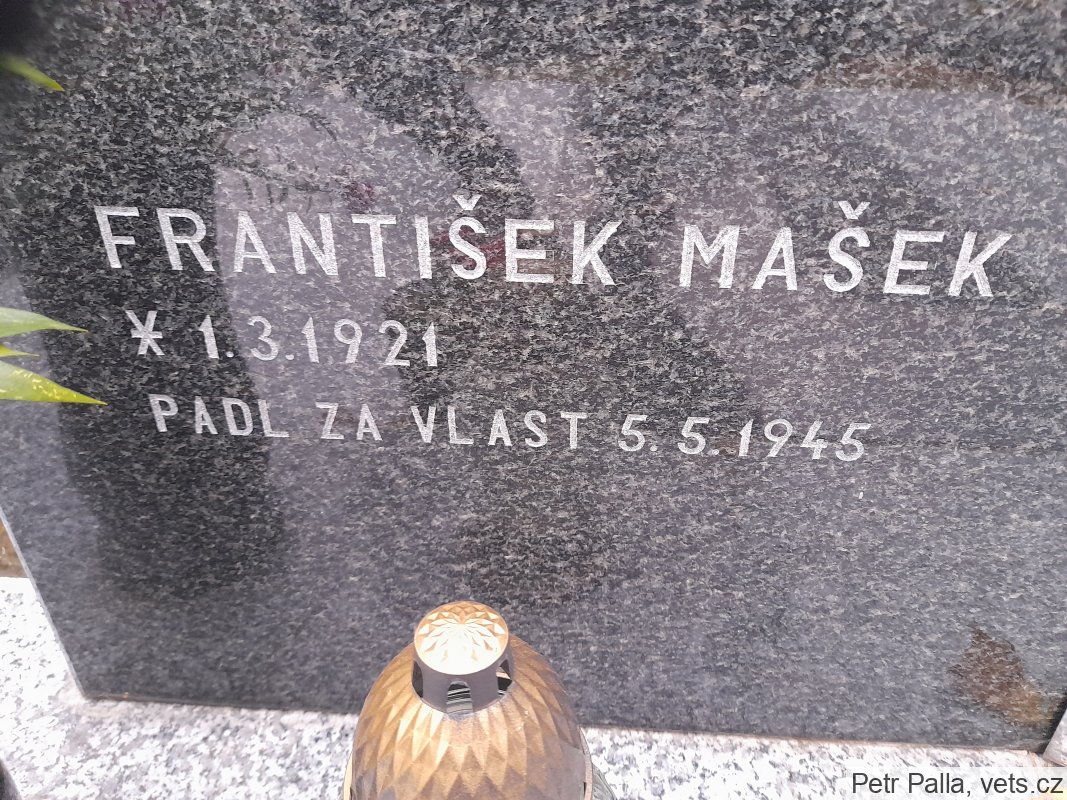 FRANTIŠEK MAŠEK
* 1.3.1921
PADL ZA VLAST 5.5.1945
Petr Palla, vets.cz